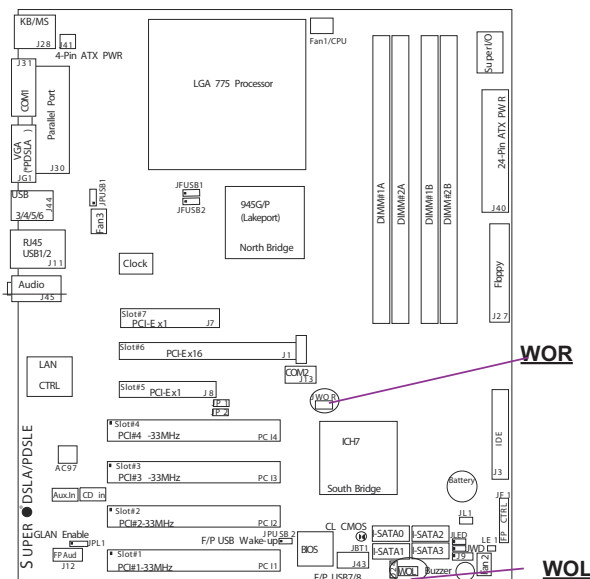 KB/MS
J28
J41
4-Pin ATX PWR
Fan1/CPU
SuperI/O
J31
COM1
Parallel Port
LGA 775 Processor
VGA
(*PDSLA)
JG1
J30
24-Pin ATX PWR
J40
USB
3/4/5/6
J44
JPUSB1
Fan3
JFUSB1
JFUSB2
945G/P
(Lakeport)
North Bridge
DIMM#1A
DIMM#2A
DIMM#1B
DIMM#2B
RJ45
USB1/2
J11
Clock
Floppy
J27
Audio
J45
Slot#7
PCI-E x1
J7
Slot#6
PCI-Ex16
J1
COM2
J13
WOR
LAN
CTRL
Slot#5
PCI-Ex1
J8
JP1
JP2
JWOR
Slot#4
PCI#4 -33MHz
PCI4
ICH7
South Bridge
IDE
J3
AC97
Slot#3
PCI#3 -33MHz
PCI3
Battery
Aux.In
CD in
JF1
FP CTRL
SUPER DSLA/PDSLE
Slot#2
PCI#2-33MHz
PCI2
JL1
CL CMOS
I-SATA0
I-SATA2
JLED
GLAN Enable
JPL1
F/P USB Wake-up
JPUSB2
BIOS
JBT1
I-SATA1
I-SATA3
JWD
J9
LE1
FP Aud
J12
Slot#1
PCI#1-33MHz
PCI1
J43
F/P USB7/8
WOL
Buzzer
Fan2
WOL